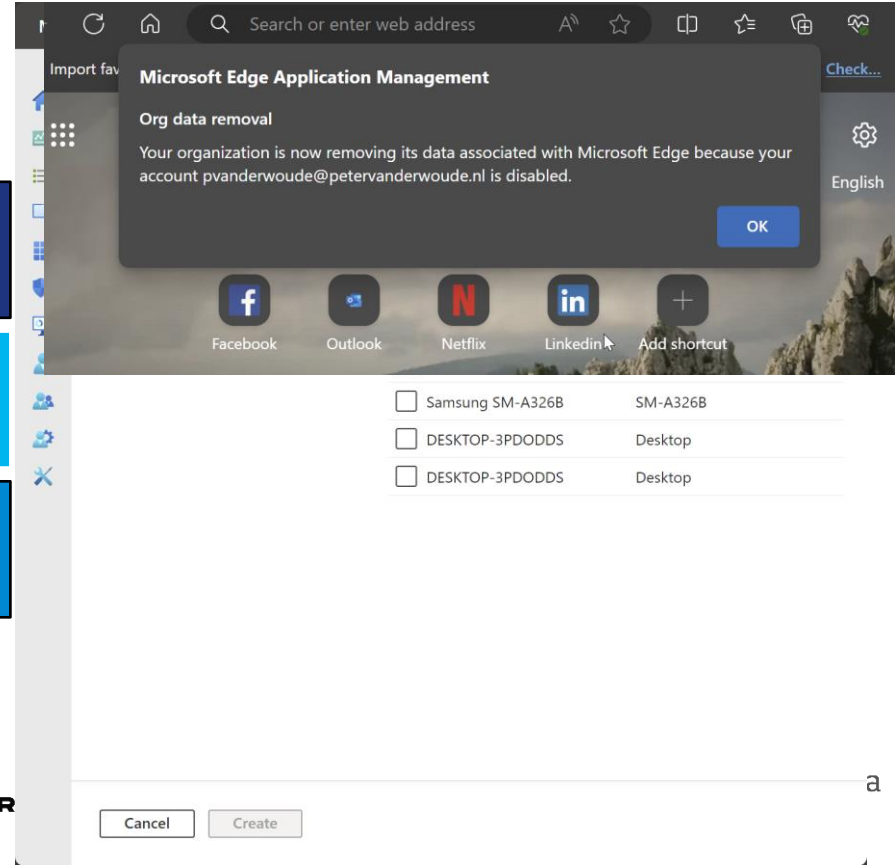 Search or enter web address
Import fav
Check...
Microsoft Edge Application Management
Org data removal
Your organization is now removing its data associated with Microsoft Edge because your
account pvanderwoude@petervanderwoude.nl is disabled.
OK
English
Facebook
Outlook
Netflix
Linkedin
Add shortcut
Samsung SM-A326B SM-A326B
DESKTOP-3PDODDS Desktop
DESKTOP-3PDODDS Desktop
a
R
Cancel Create